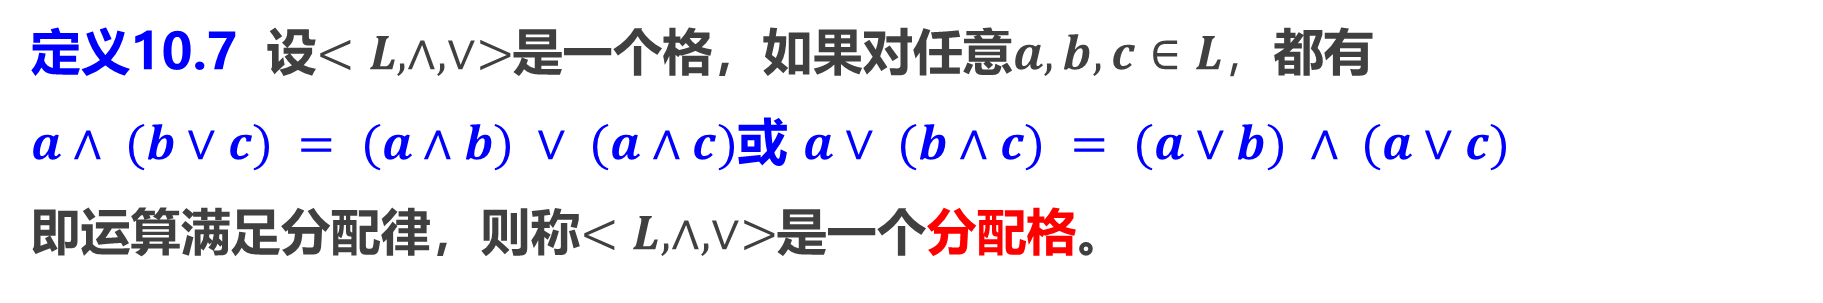 定义10.7 设< L,∧,∨>是一个格，如果对任意a, b, c ∈ L，都有
a ∧ (b ∨ c) = (a ∧ b) ∨ (a ∧ c)或 a ∨ (b ∧ c) = (a ∨ b) ∧ (a ∨ c)
即运算满足分配律，则称< L,∧,∨>是一个分配格。